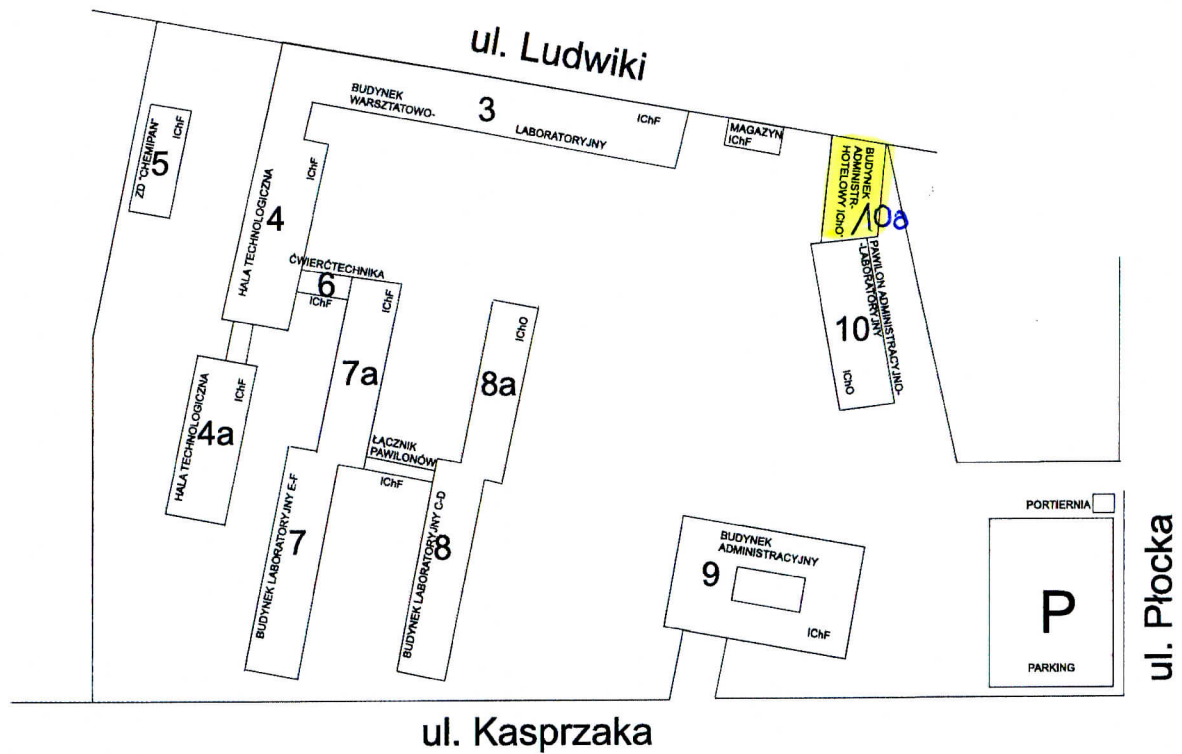 ul. Ludwiki
BUDYNEK
WARSZTATOWO-
3
LABORATORYJNY
IChF
MAGAZYN
IChF
BUDYNEK
ADMINISTR-
HOTELOWY IChO
10a
ZD "CHEMIPAN"
IChF
5
HALA TECHNOLOGICZNA
IChF
4
ĆWIERĆTECHNIKA
6
IChF
IChF
7a
IChO
8a
PAWILON ADMINISTRACYJNO-
-LABORATORYJNY
10
IChO
HALA TECHNOLOGICZNA
IChF
4a
ŁĄCZNIK
PAWILONÓW
IChF
BUDYNEK LABORATORYJNY E-F
7
BUDYNEK LABORATORYJNY C-D
8
BUDYNEK
ADMINISTRACYJNY
9
IChF
PORTIERNIA
P
PARKING
ul. Płocka
ul. Kasprzaka